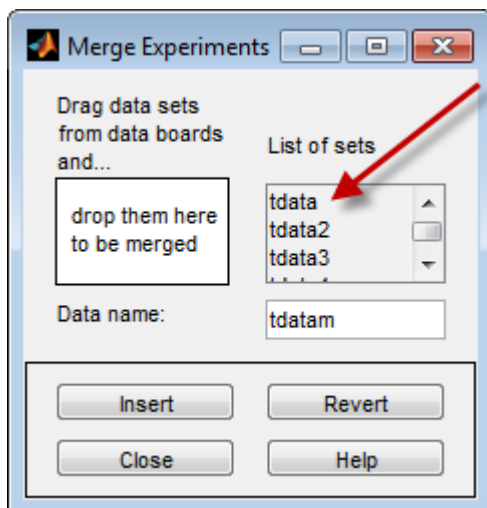 Merge Experiments
Drag data sets
from data boards
and...
drop them here
to be merged
List of sets
tdata
tdata2
tdata3
Data name:
tdatam
Insert
Revert
Close
Help